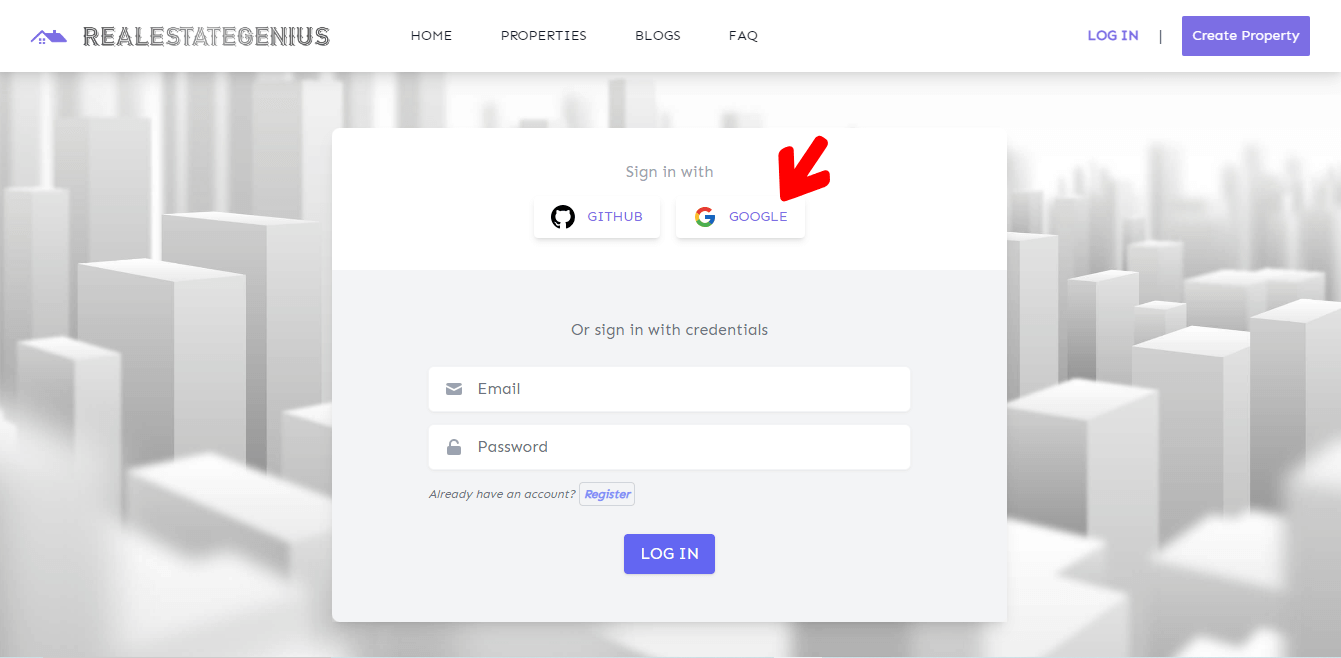 REALESTATEGENIUS HOME PROPERTIES BLOGS FAQ LOG IN | Create Property
Sign in with
GITHUB GOOGLE
Or sign in with credentials
Email
Password
Already have an account? Register
LOG IN